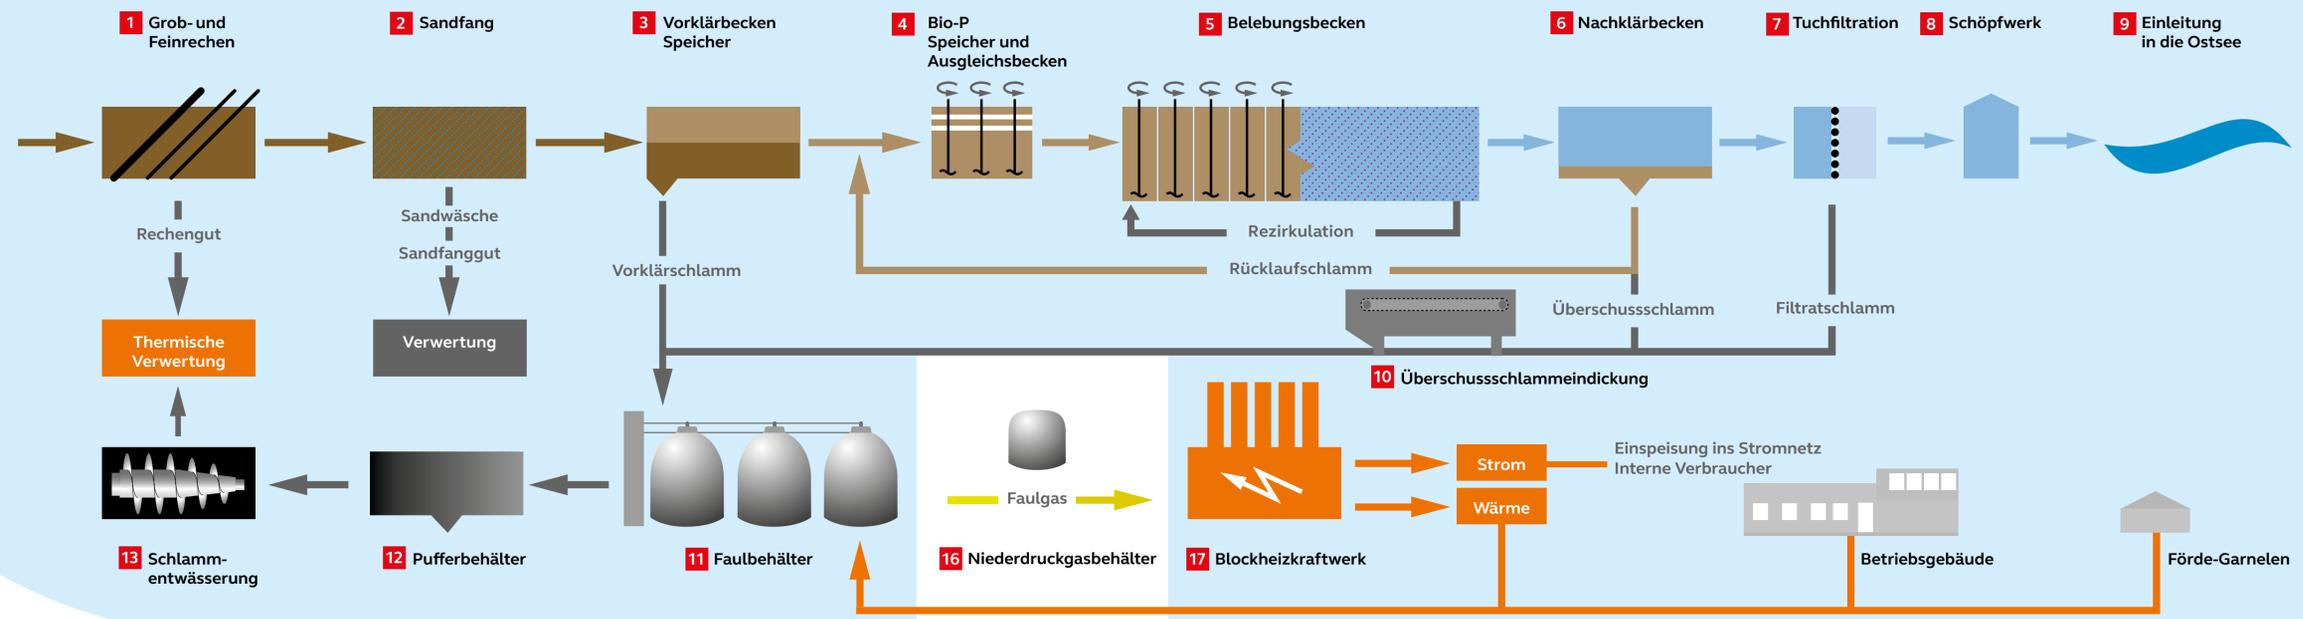 1 Grob- und
Feinrechen
2 Sandfang
3 Vorklärbecken
Speicher
4 Bio-P
Speicher und
Ausgleichsbecken
5 Belebungsbecken
6 Nachklärbecken
7 Tuchfiltration
8 Schöpfwerk
9 Einleitung
in die Ostsee
Rechengut
Sandwäsche
Sandfanggut
Vorklärschlamm
Rezirkulation
Rücklaufschlamm
Überschussschlamm
Filtratschlamm
Thermische
Verwertung
Verwertung
10 Überschussschlammeindickung
Faulgas
Strom
Wärme
Einspeisung ins Stromnetz
Interne Verbraucher
13 Schlamm-
entwässerung
12 Pufferbehälter
11 Faulbehälter
16 Niederdruckgasbehälter
17 Blockheizkraftwerk
Betriebsgebäude
Förde-Garnelen